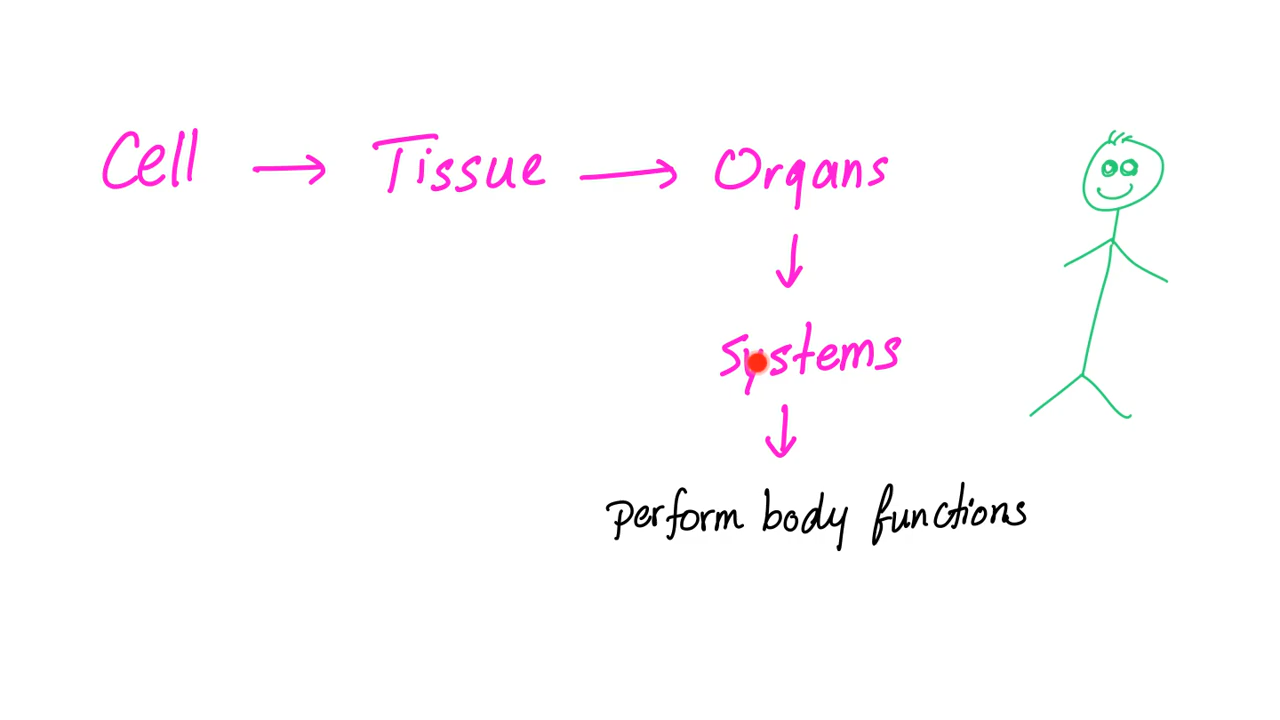 Cell → Tissue → Organs
↓
Systems
↓
perform body functions